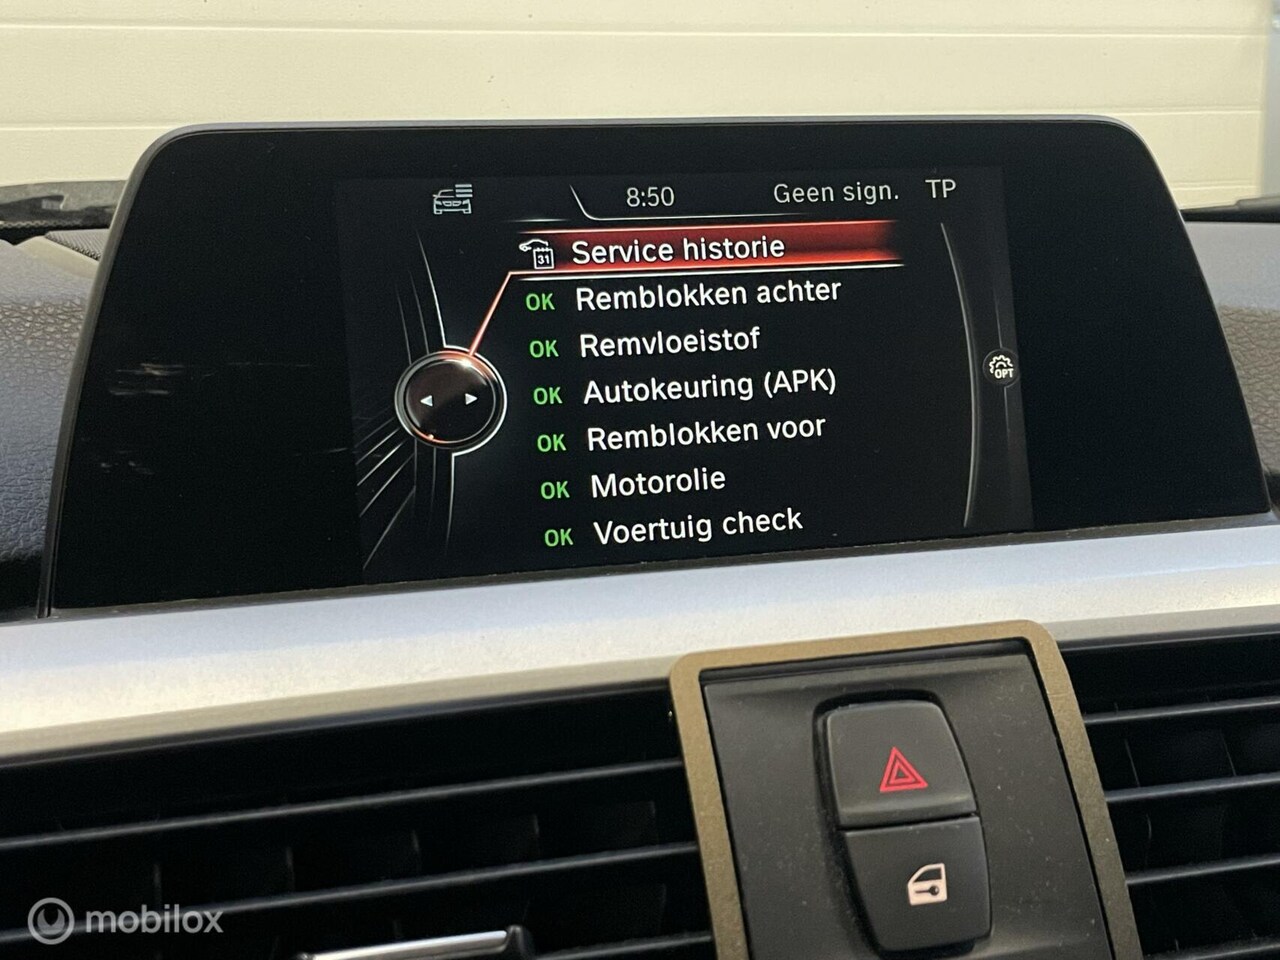 8:50 Geen sign. TP
31 Service historie
OK Remblokken achter
OK Remvloeistof
OK Autokeuring (APK)
OK Remblokken voor
OK Motorolie
OK Voertuig check
OPT
mobilox